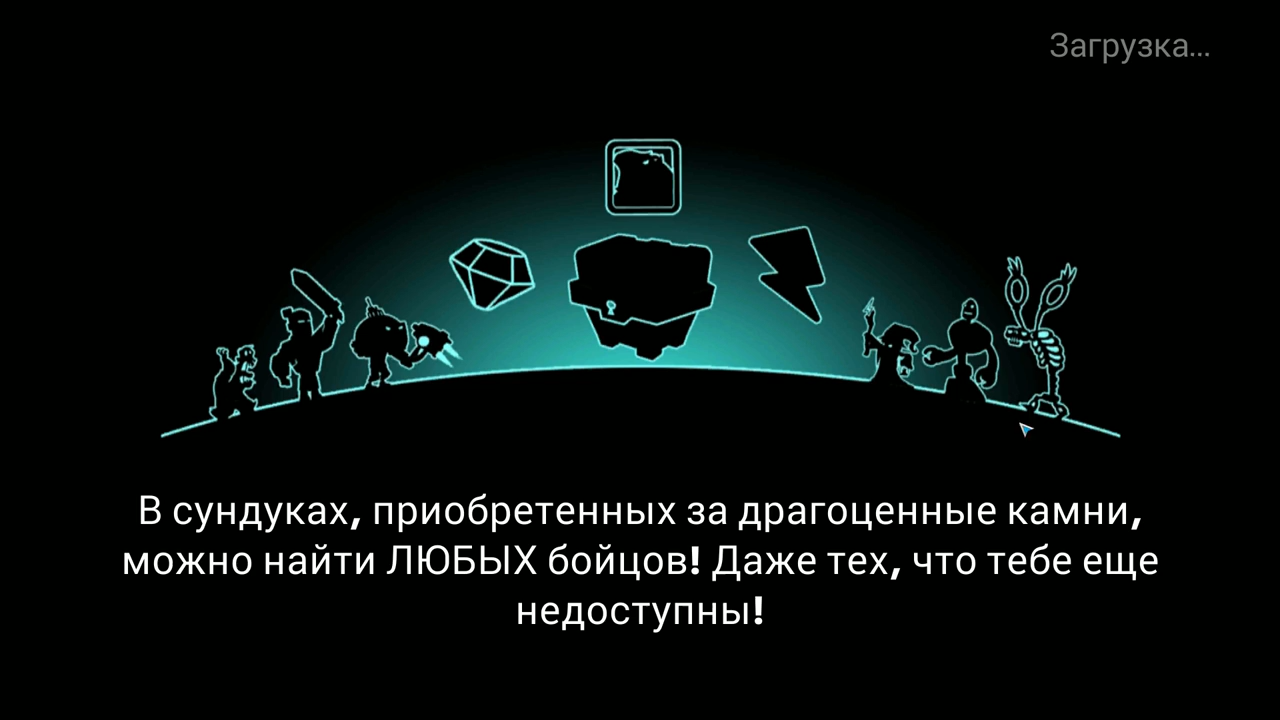 Загрузка...
В сундуках, приобретенных за драгоценные камни,
можно найти ЛЮБЫХ бойцов! Даже тех, что тебе еще
недоступны!